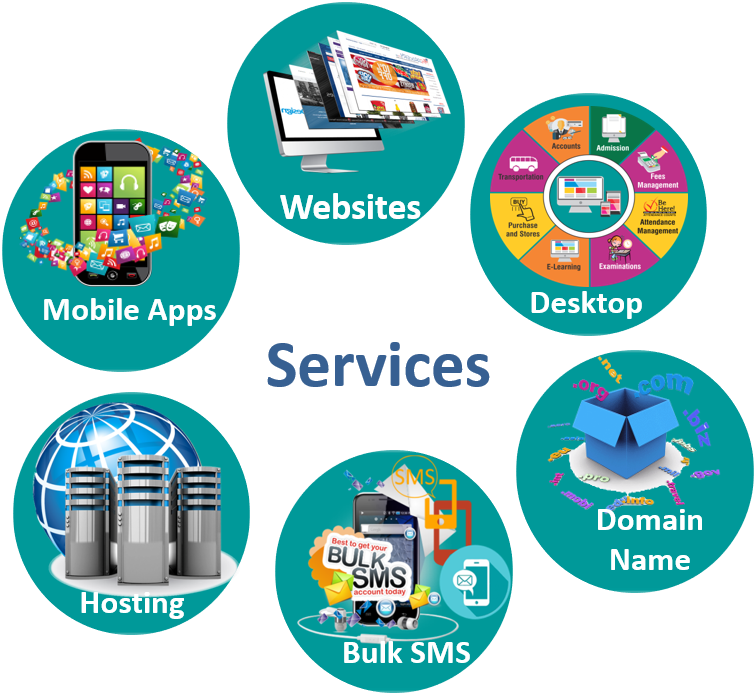 Websites
Mobile Apps
Accounts
Admission
Transportation
Fees
Management
BUY
Purchase
and Stores
Be
Here!
Attendance
Management
E-Learning
Examinations
Desktop
Services
.net
.org
.com
.biz
.pro
Domain
Name
Hosting
SMS
Best to get your
BULK
SMS
account today
Bulk SMS